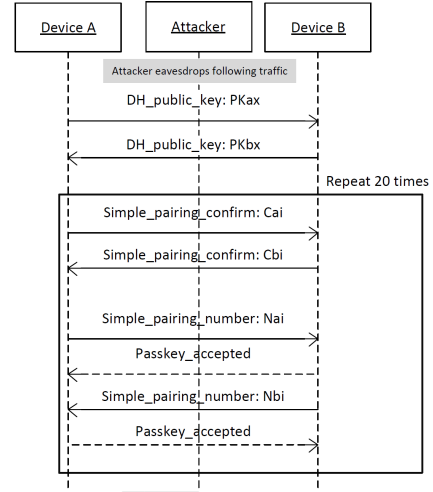 Device A
Attacker
Device B
Attacker eavesdrops following traffic
DH_public_key: PKax
DH_public_key: PKbx
Repeat 20 times
Simple_pairing_confirm: Cai
Simple_pairing_confirm: Cbi
Simple_pairing_number: Nai
Passkey_accepted
Simple_pairing_number: Nbi
Passkey_accepted